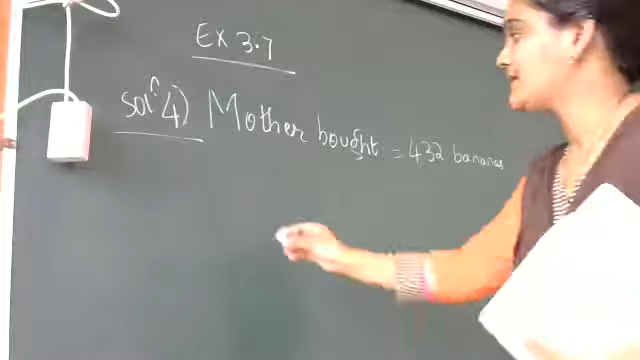 Ex 3.7
Solⁿ 4) Mother bought = 432 bananas